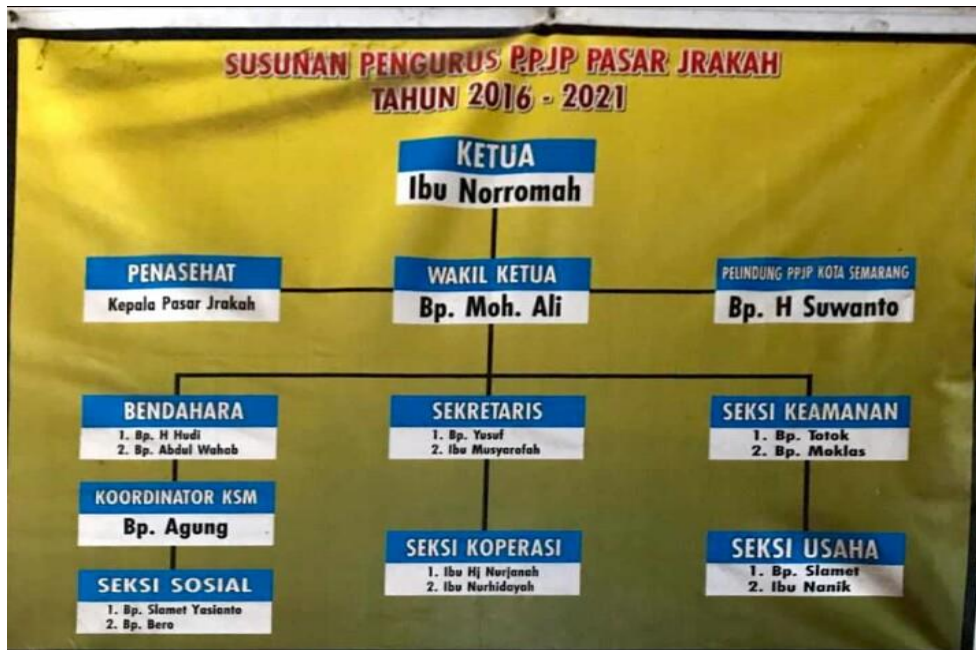 SUSUNAN PENGURUS P.PJP PASAR JRAKAH
TAHUN 2016 - 2021
KETUA
Ibu Norromah
PENASEHAT
Kepala Pasar Jrakah
WAKIL KETUA
Bp. Moh. Ali
PELINDUNG PPJP KOTA SEMARANG
Bp. H Suwanto
BENDAHARA
1. Bp. H Hudi
2. Bp. Abdul Wahab
SEKRETARIS
1. Bp. Yusuf
2. Ibu Musyarofah
SEKSI KEAMANAN
1. Bp. Totok
2. Bp. Moklas
KOORDINATOR KSM
Bp. Agung
SEKSI KOPERASI
1. Ibu Hj Nurjanah
2. Ibu Nurhidayah
SEKSI USAHA
1. Bp. Slamet
2. Ibu Nanik
SEKSI SOSIAL
1. Bp. Slamet Yasianto
2. Bp. Bero